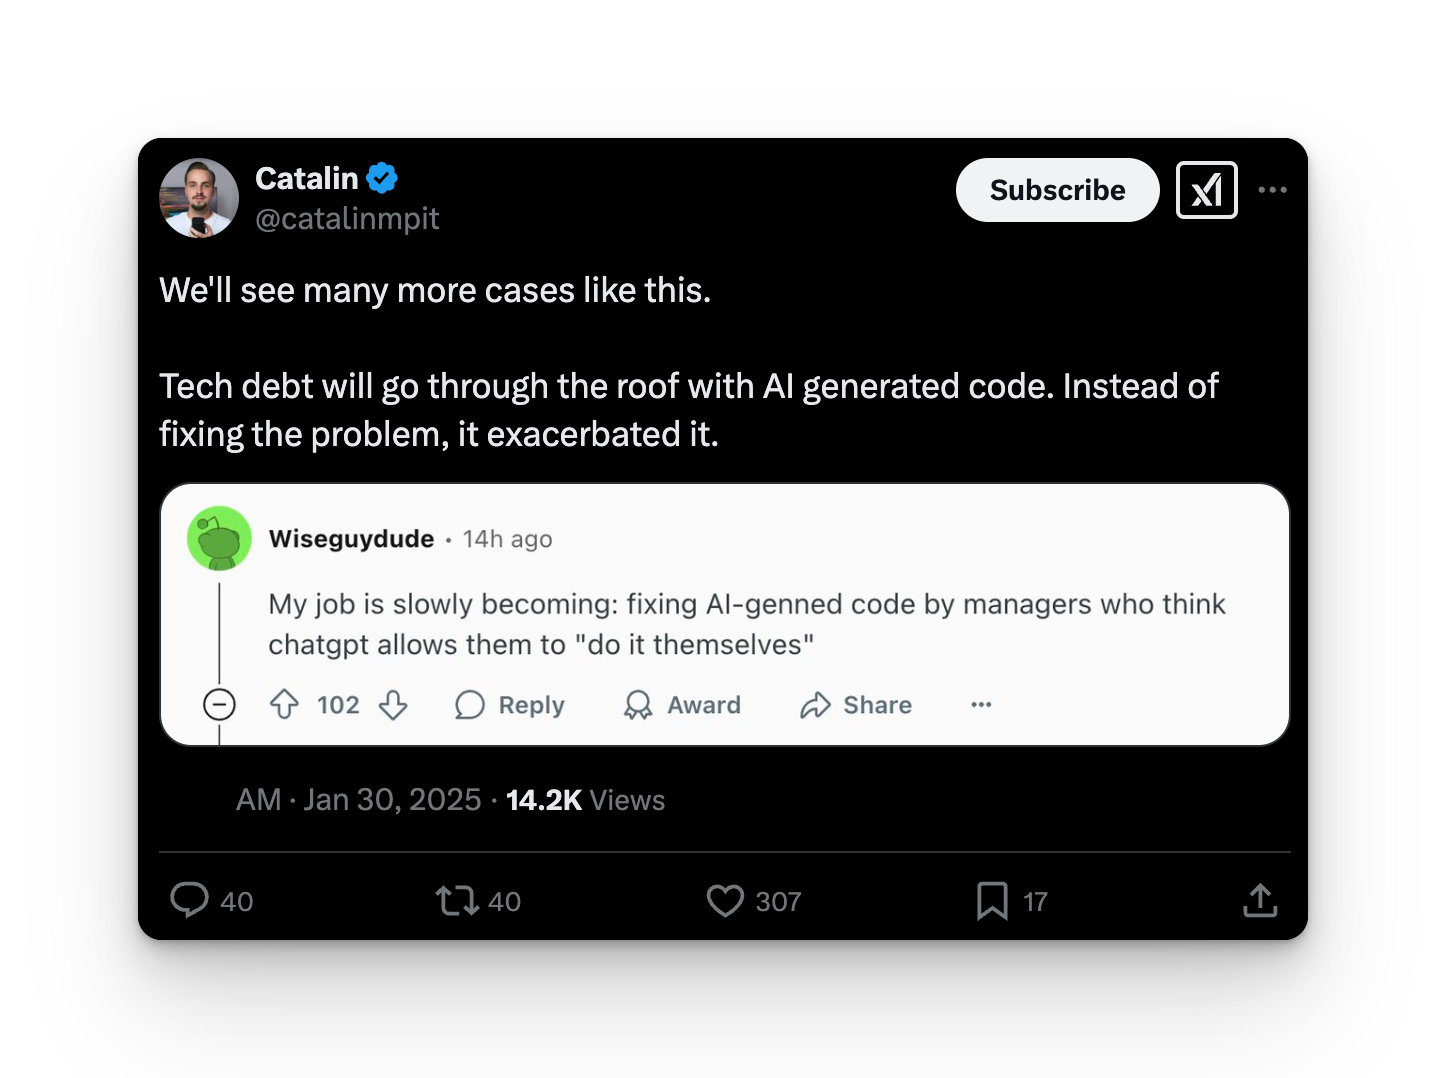 Catalin
Subscribe
@catalinmpit
We'll see many more cases like this.
Tech debt will go through the roof with AI generated code. Instead of
fixing the problem, it exacerbated it.
Wiseguydude · 14h ago
My job is slowly becoming: fixing AI-genned code by managers who think
chatgpt allows them to "do it themselves"
102 Reply Award Share ···
AM · Jan 30, 2025 · 14.2K Views
40 40 307 17